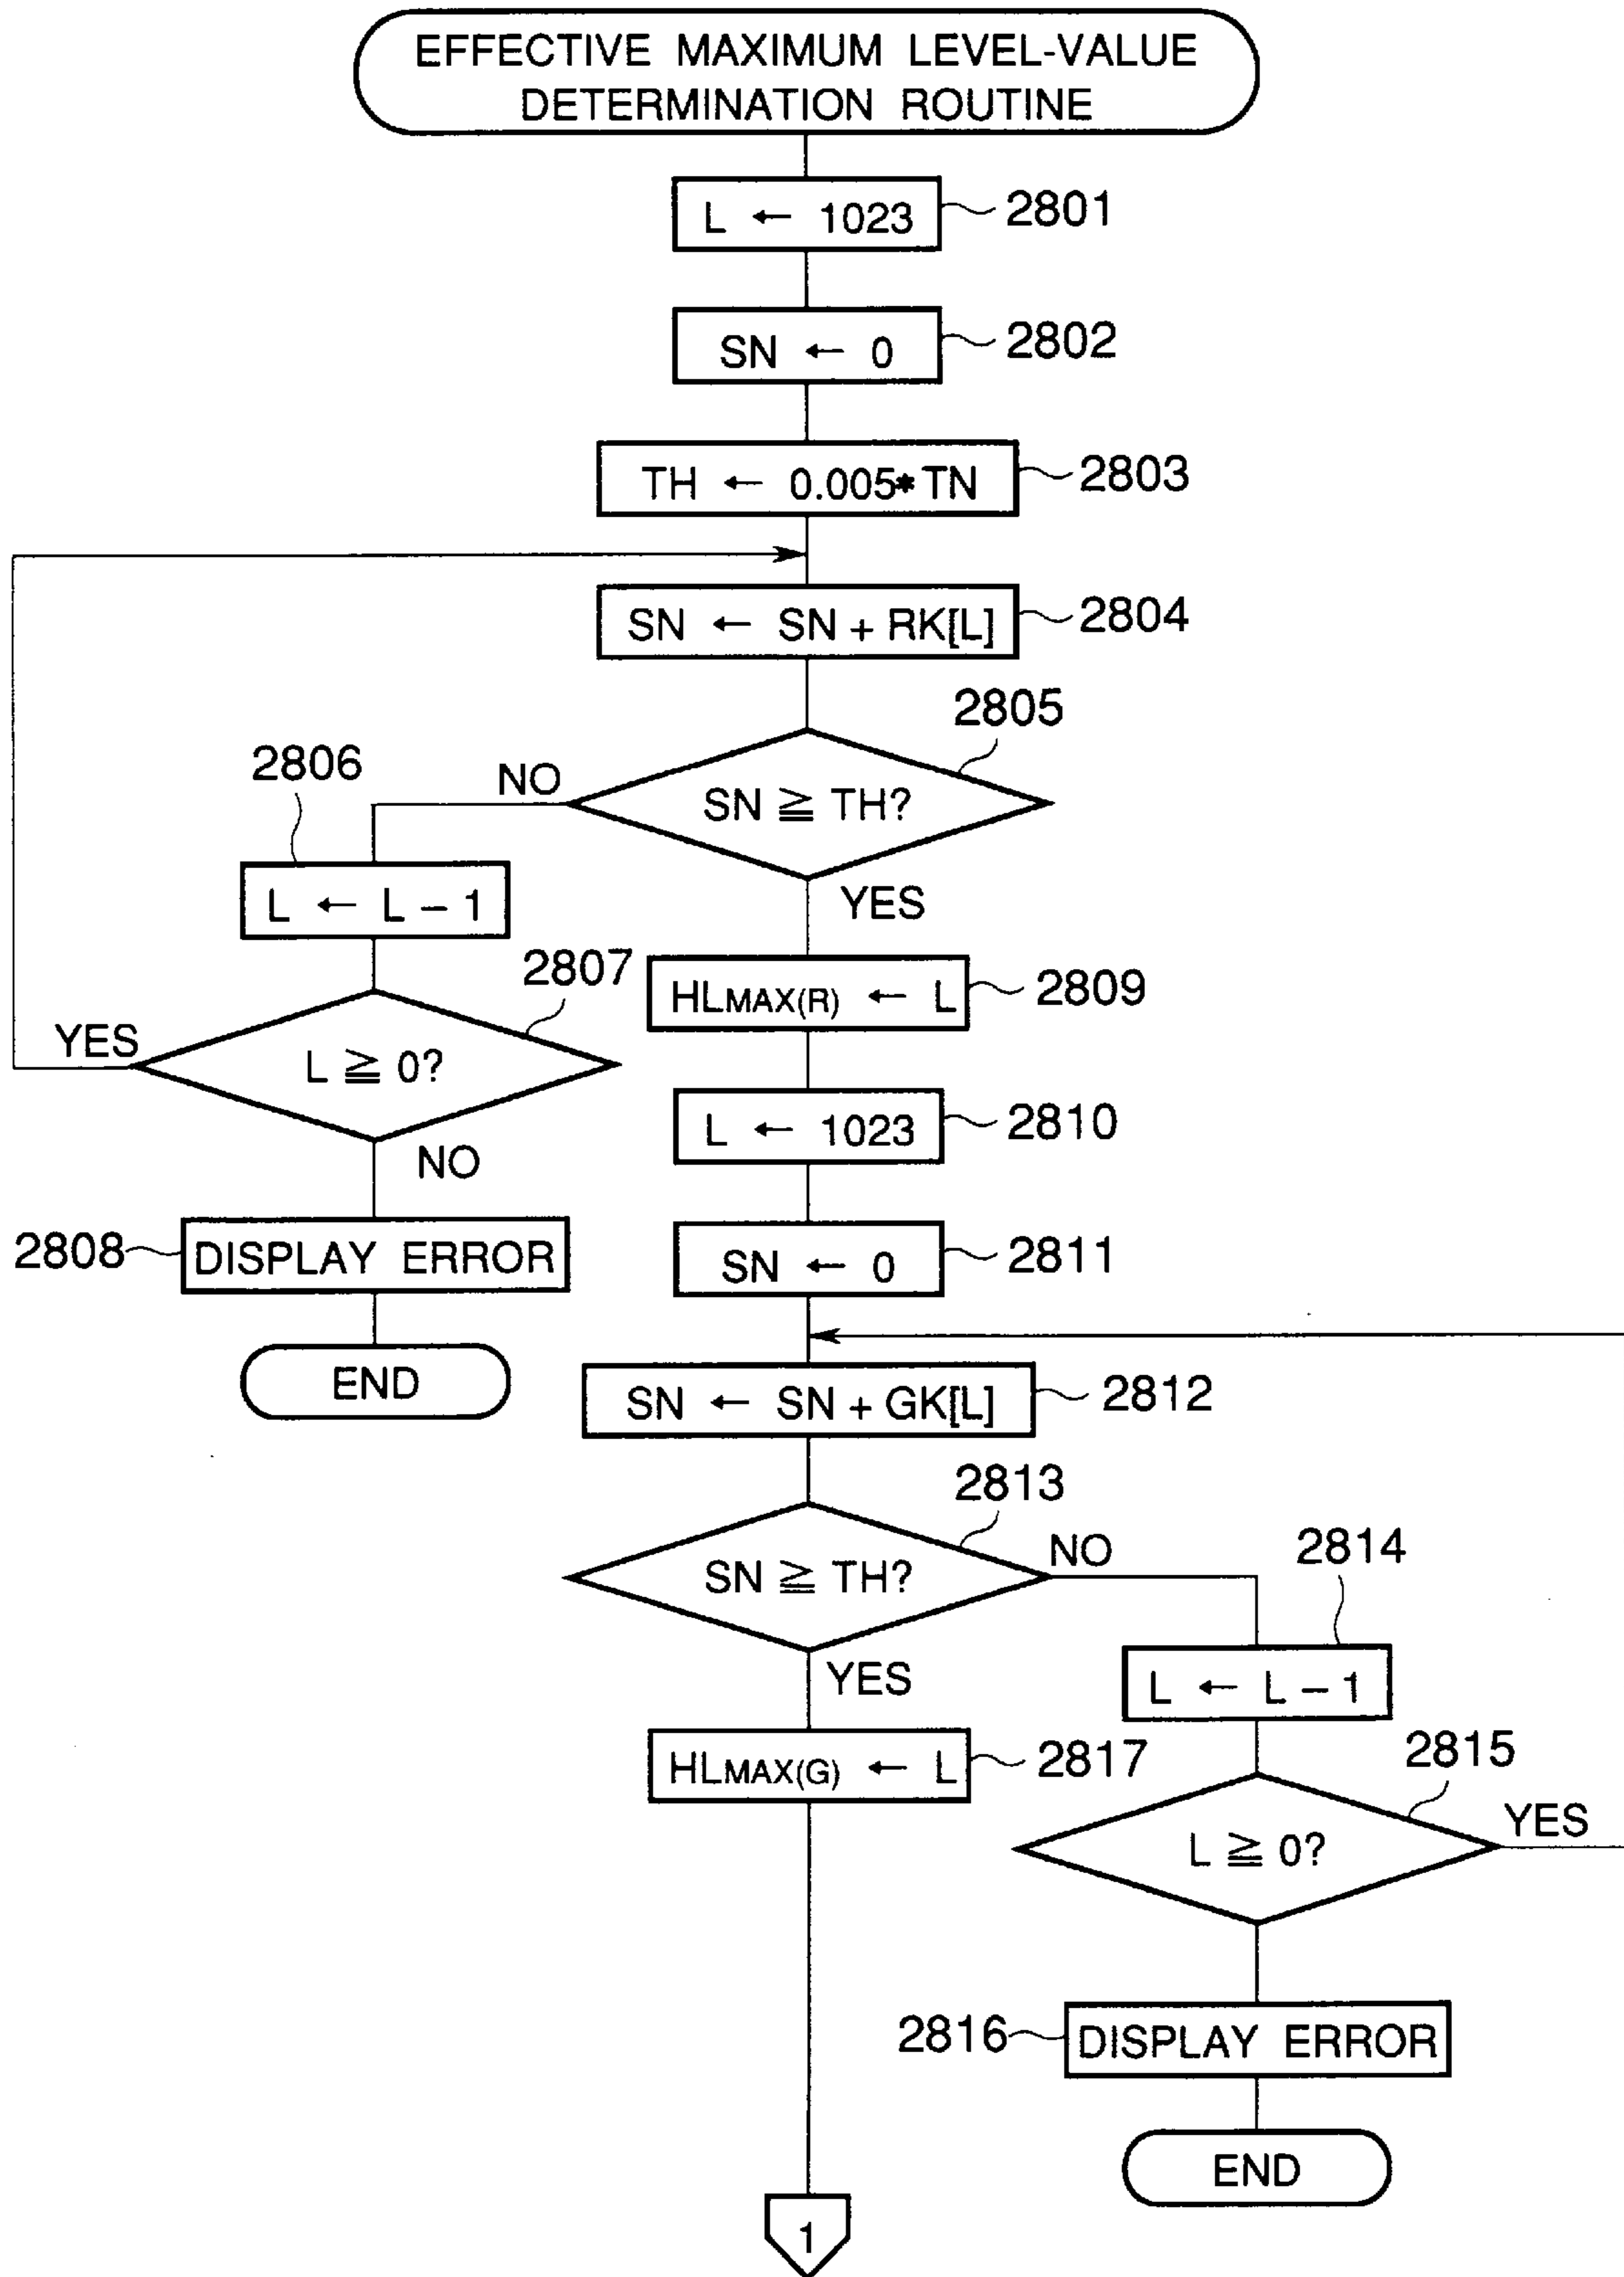 EFFECTIVE MAXIMUM LEVEL-VALUE
DETERMINATION ROUTINE
L ← 1023
2801
SN ← 0
2802
TH ← 0.005*TN
2803
SN ← SN + RK[L]
2804
2805
SN ≧ TH?
NO
YES
2806
L ← L – 1
2807
L ≧ 0?
YES
NO
2808
DISPLAY ERROR
END
HLMAX(R) ← L
2809
L ← 1023
2810
SN ← 0
2811
SN ← SN + GK[L]
2812
2813
SN ≧ TH?
NO
YES
2814
L ← L – 1
2815
L ≧ 0?
YES
HLMAX(G) ← L
2817
2816
DISPLAY ERROR
END
1